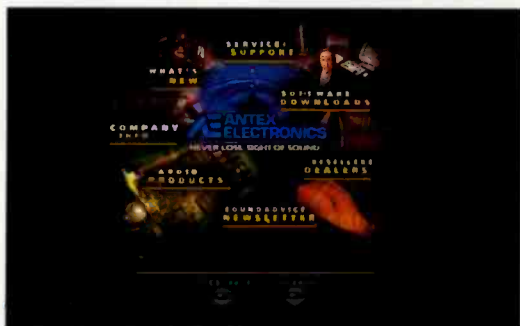 SERVICE/
SUPPORT
WHAT'S
NEW
SOFTWARE
DOWNLOADS
ANTEX
ELECTRONICS
COMPANY
INFO
NEVER LOSE SIGHT OF SOUND
AUDIO
PRODUCTS
DEALERS
SOUNDADVICE
NEWSLETTER